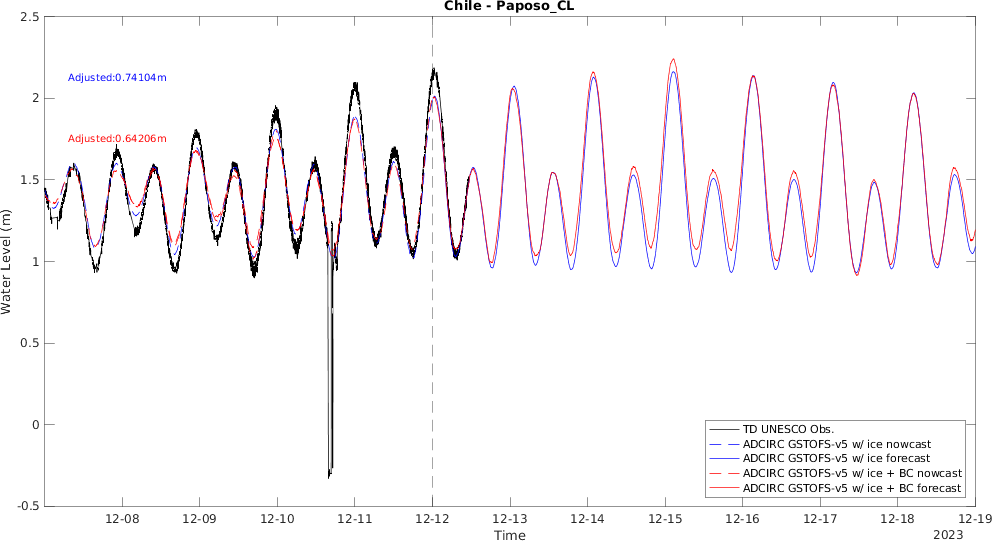 Chile - Paposo_CL
2.5
2
1.5
1
0.5
0
-0.5
Water Level (m)
Adjusted:0.74104m
Adjusted:0.64206m
TD UNESCO Obs.
ADCIRC GSTOFS-v5 w/ ice nowcast
ADCIRC GSTOFS-v5 w/ ice forecast
ADCIRC GSTOFS-v5 w/ ice + BC nowcast
ADCIRC GSTOFS-v5 w/ ice + BC forecast
12-08 12-09 12-10 12-11 12-12 12-13 12-14 12-15 12-16 12-17 12-18 12-19
Time
2023